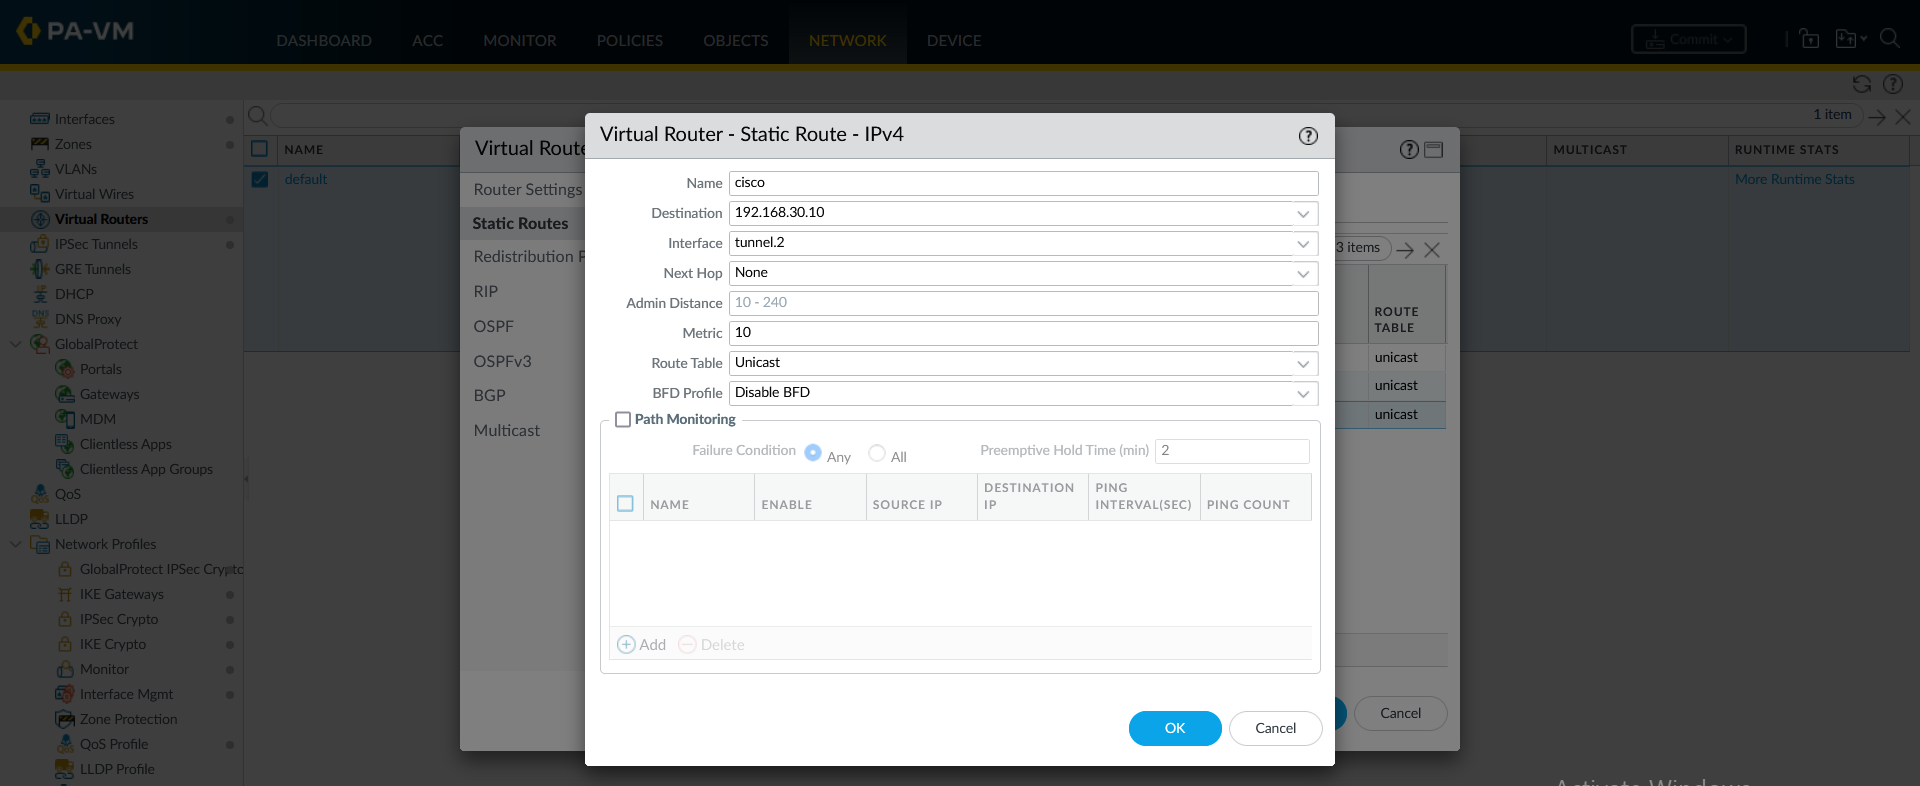 PA-VM
DASHBOARD ACC MONITOR POLICIES OBJECTS NETWORK DEVICE
Commit
1 item
NAME MULTICAST RUNTIME STATS
default More Runtime Stats
Interfaces
Zones
VLANs
Virtual Wires
Virtual Routers
IPSec Tunnels
GRE Tunnels
DHCP
DNS Proxy
GlobalProtect
Portals
Gateways
MDM
Clientless Apps
Clientless App Groups
QoS
LLDP
Network Profiles
GlobalProtect IPSec Crypto
IKE Gateways
IPSec Crypto
IKE Crypto
Monitor
Interface Mgmt
Zone Protection
QoS Profile
LLDP Profile
Virtual Route
Router Settings
Static Routes
Redistribution P
RIP
OSPF
OSPFv3
BGP
Multicast
3 items
ROUTE
TABLE
unicast
unicast
unicast
Cancel
Virtual Router - Static Route - IPv4
Name cisco
Destination 192.168.30.10
Interface tunnel.2
Next Hop None
Admin Distance 10 - 240
Metric 10
Route Table Unicast
BFD Profile Disable BFD
Path Monitoring
Failure Condition Any All Preemptive Hold Time (min) 2
NAME ENABLE SOURCE IP DESTINATION IP PING INTERVAL(SEC) PING COUNT
Add Delete
OK Cancel
Activate Windows